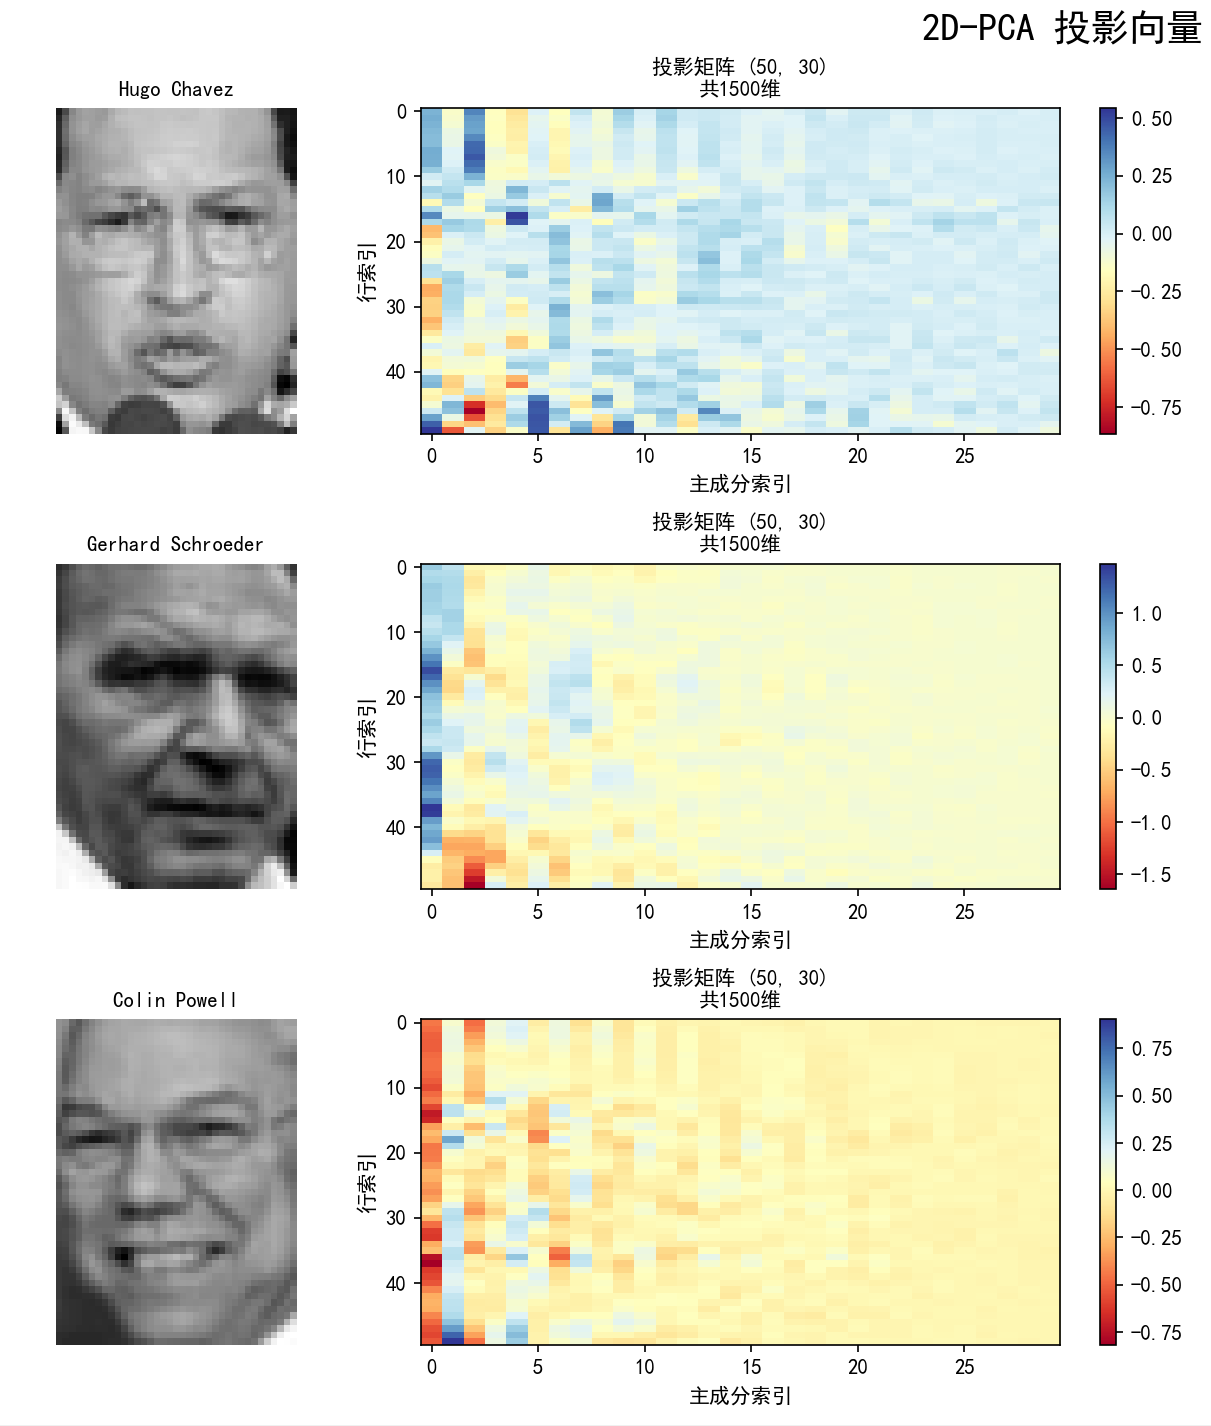 2D-PCA 投影向量
Hugo Chavez
投影矩阵 (50, 30)
共1500维
0
10
20
30
40
行索引
0 5 10 15 20 25
主成分索引
0.50
0.25
0.00
−0.25
−0.50
−0.75
Gerhard Schroeder
投影矩阵 (50, 30)
共1500维
0
10
20
30
40
行索引
0 5 10 15 20 25
主成分索引
1.0
0.5
0.0
−0.5
−1.0
−1.5
Colin Powell
投影矩阵 (50, 30)
共1500维
0
10
20
30
40
行索引
0 5 10 15 20 25
主成分索引
0.75
0.50
0.25
0.00
−0.25
−0.50
−0.75